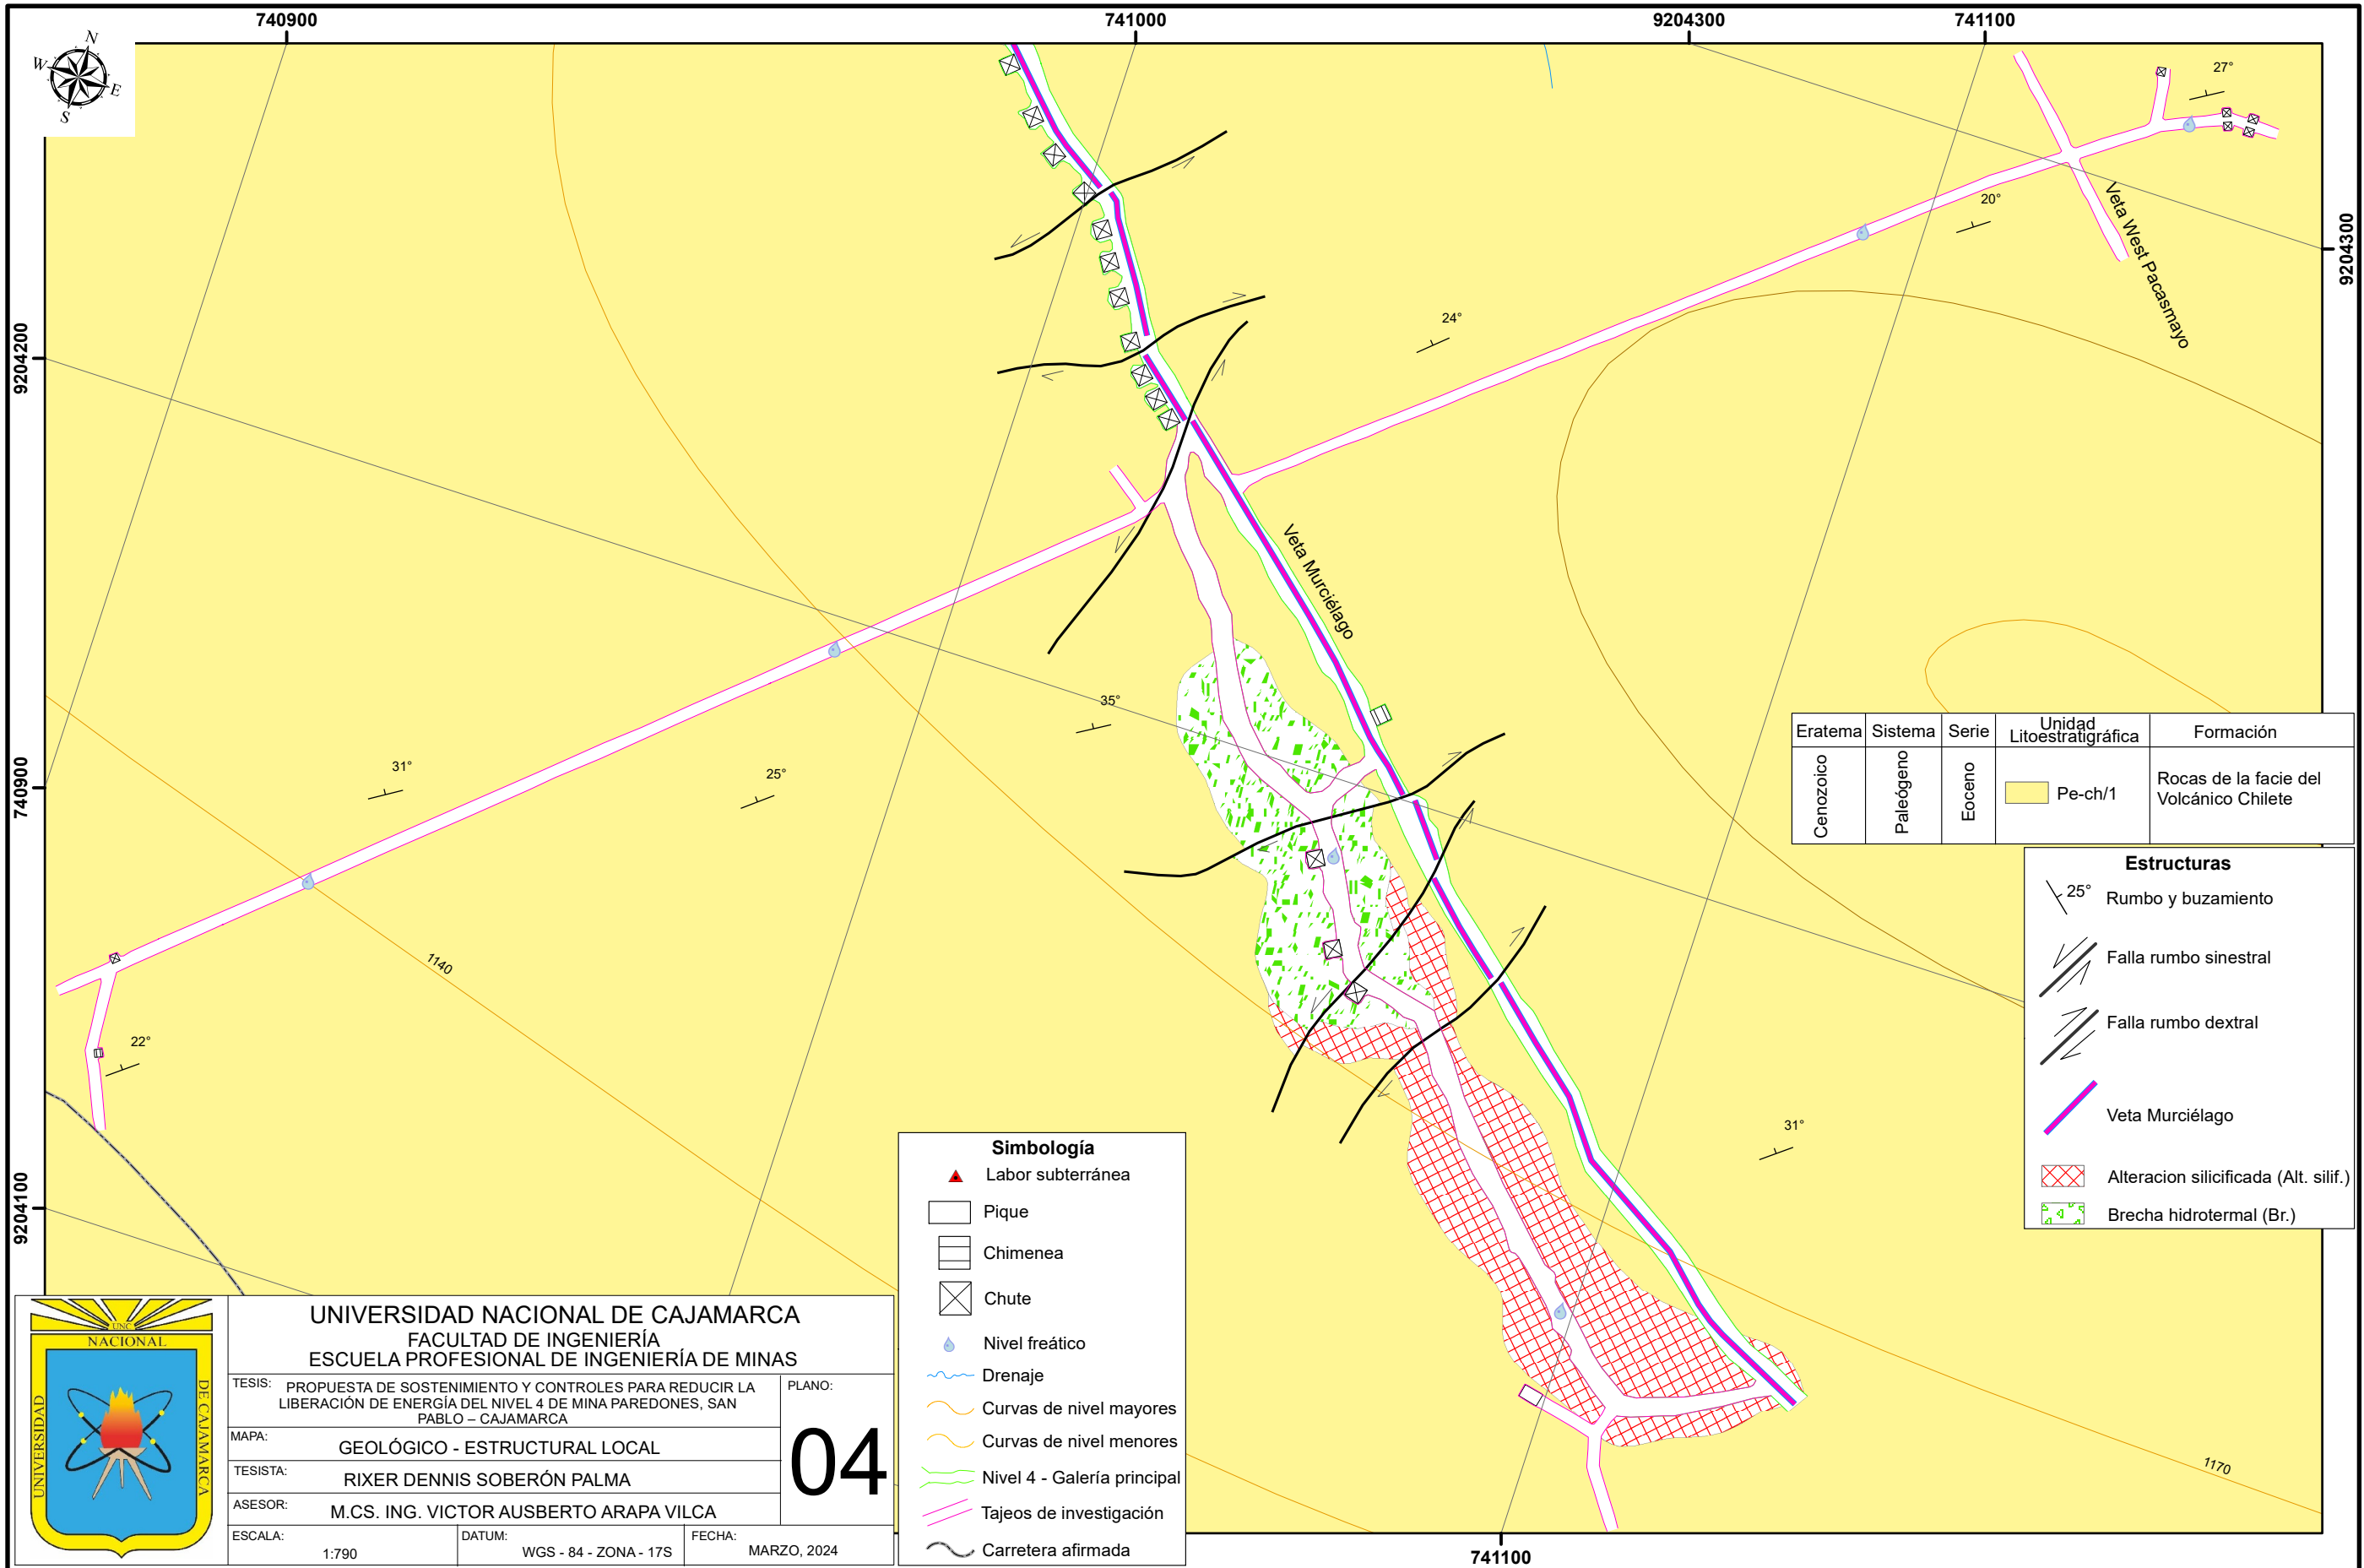 740900
741000
9204300
741100
N
W
E
S
27°
20°
Veta West Pacasmayo
9204300
24°
9204200
Veta Murciélago
35°
31°
25°
740900
1140
22°
31°
9204100
1170
741100
Eratema Sistema Serie Unidad Litoestratigráfica Formación
Cenozoico Paleógeno Eoceno Pe-ch/1 Rocas de la facie del
Volcánico Chilete
Estructuras
25° Rumbo y buzamiento
Falla rumbo sinestral
Falla rumbo dextral
Veta Murciélago
Alteracion silicificada (Alt. silif.)
Brecha hidrotermal (Br.)
Simbología
Labor subterránea
Pique
Chimenea
Chute
Nivel freático
Drenaje
Curvas de nivel mayores
Curvas de nivel menores
Nivel 4 - Galería principal
Tajeos de investigación
Carretera afirmada
UNC
NACIONAL
UNIVERSIDAD
DE CAJAMARCA
UNIVERSIDAD NACIONAL DE CAJAMARCA
FACULTAD DE INGENIERÍA
ESCUELA PROFESIONAL DE INGENIERÍA DE MINAS
TESIS: PROPUESTA DE SOSTENIMIENTO Y CONTROLES PARA REDUCIR LA
LIBERACIÓN DE ENERGÍA DEL NIVEL 4 DE MINA PAREDONES, SAN
PABLO – CAJAMARCA
PLANO:
04
MAPA: GEOLÓGICO - ESTRUCTURAL LOCAL
TESISTA: RIXER DENNIS SOBERÓN PALMA
ASESOR: M.CS. ING. VICTOR AUSBERTO ARAPA VILCA
ESCALA: 1:790
DATUM: WGS - 84 - ZONA - 17S
FECHA: MARZO, 2024